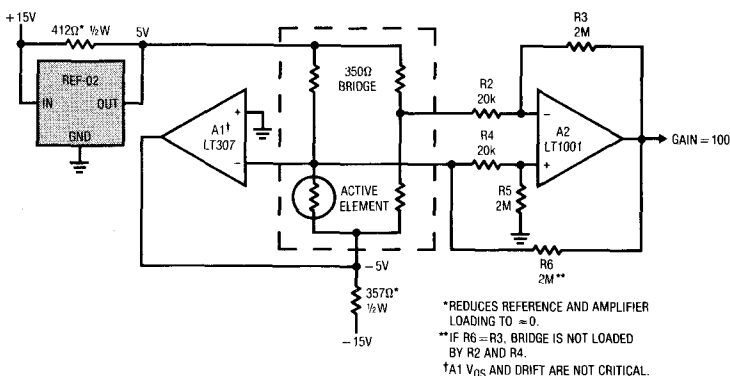 +15V
412Ω* ½W
5V
REF-02
IN
OUT
GND
A1†
LT307
+
−
350Ω
BRIDGE
ACTIVE
ELEMENT
−5V
357Ω*
½W
−15V
R2
20k
R4
20k
R3
2M
−
A2
LT1001
+
GAIN = 100
R5
2M
R6
2M**
*REDUCES REFERENCE AND AMPLIFIER
LOADING TO ≈0.
**IF R6 = R3, BRIDGE IS NOT LOADED
BY R2 AND R4.
†A1 VOS AND DRIFT ARE NOT CRITICAL.